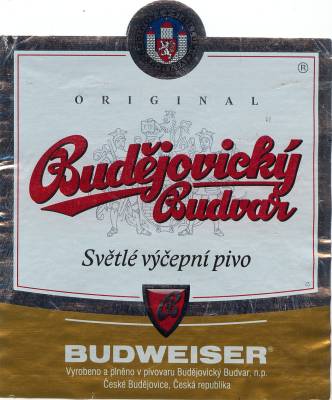 ORIGINAL
®
Budějovický
Budvar
Světlé výčepní pivo
BUDWEISER®
Vyrobeno a plněno v pivovaru Budějovický Budvar, n.p.
České Budějovice, Česká republika